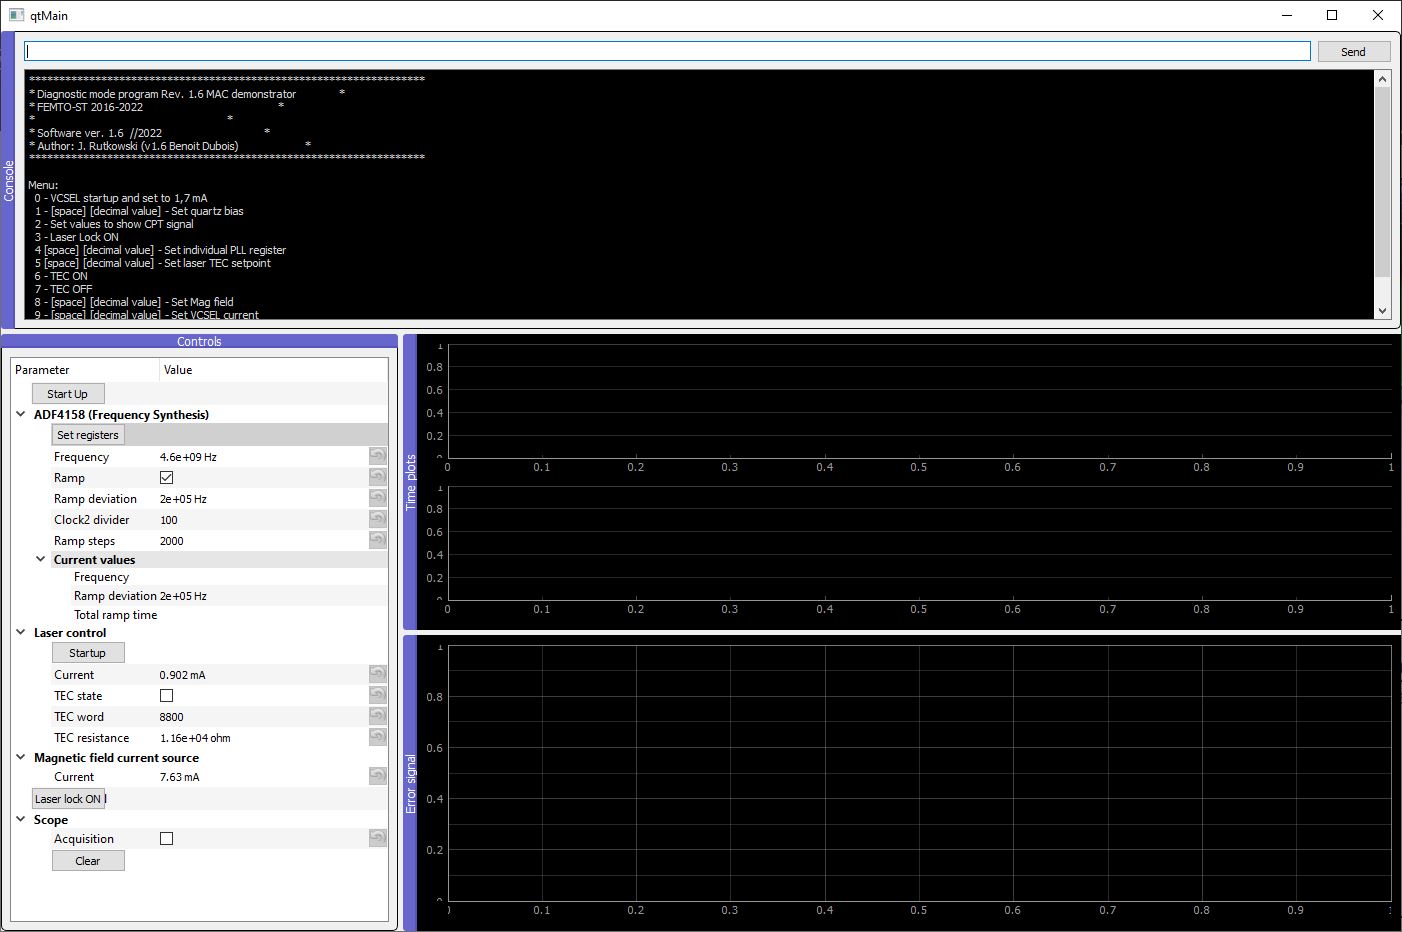 qtMain
Console
Send
******************************************************************
* Diagnostic mode program Rev. 1.6 MAC demonstrator *
* FEMTO-ST 2016-2022 *
* *
* Software ver. 1.6 //2022 *
* Author: J. Rutkowski (v1.6 Benoit Dubois) *
******************************************************************
Menu:
0 - VCSEL startup and set to 1,7 mA
1 - [space] [decimal value] - Set quartz bias
2 - Set values to show CPT signal
3 - Laser Lock ON
4 [space] [decimal value] - Set individual PLL register
5 [space] [decimal value] - Set laser TEC setpoint
6 - TEC ON
7 - TEC OFF
8 - [space] [decimal value] - Set Mag field
9 - [space] [decimal value] - Set VCSEL current
Controls
Parameter Value
Start Up
ADF4158 (Frequency Synthesis)
Set registers
Frequency 4.6e+09 Hz
Ramp
Ramp deviation 2e+05 Hz
Clock2 divider 100
Ramp steps 2000
Current values
Frequency
Ramp deviation 2e+05 Hz
Total ramp time
Laser control
Startup
Current 0.902 mA
TEC state
TEC word 8800
TEC resistance 1.16e+04 ohm
Magnetic field current source
Current 7.63 mA
Laser lock ON
Scope
Acquisition
Clear
Time plots
1
0.8
0.6
0.4
0.2
0
0 0.1 0.2 0.3 0.4 0.5 0.6 0.7 0.8 0.9 1
1
0.8
0.6
0.4
0.2
0
0 0.1 0.2 0.3 0.4 0.5 0.6 0.7 0.8 0.9 1
Error signal
1
0.8
0.6
0.4
0.2
0
0 0.1 0.2 0.3 0.4 0.5 0.6 0.7 0.8 0.9 1